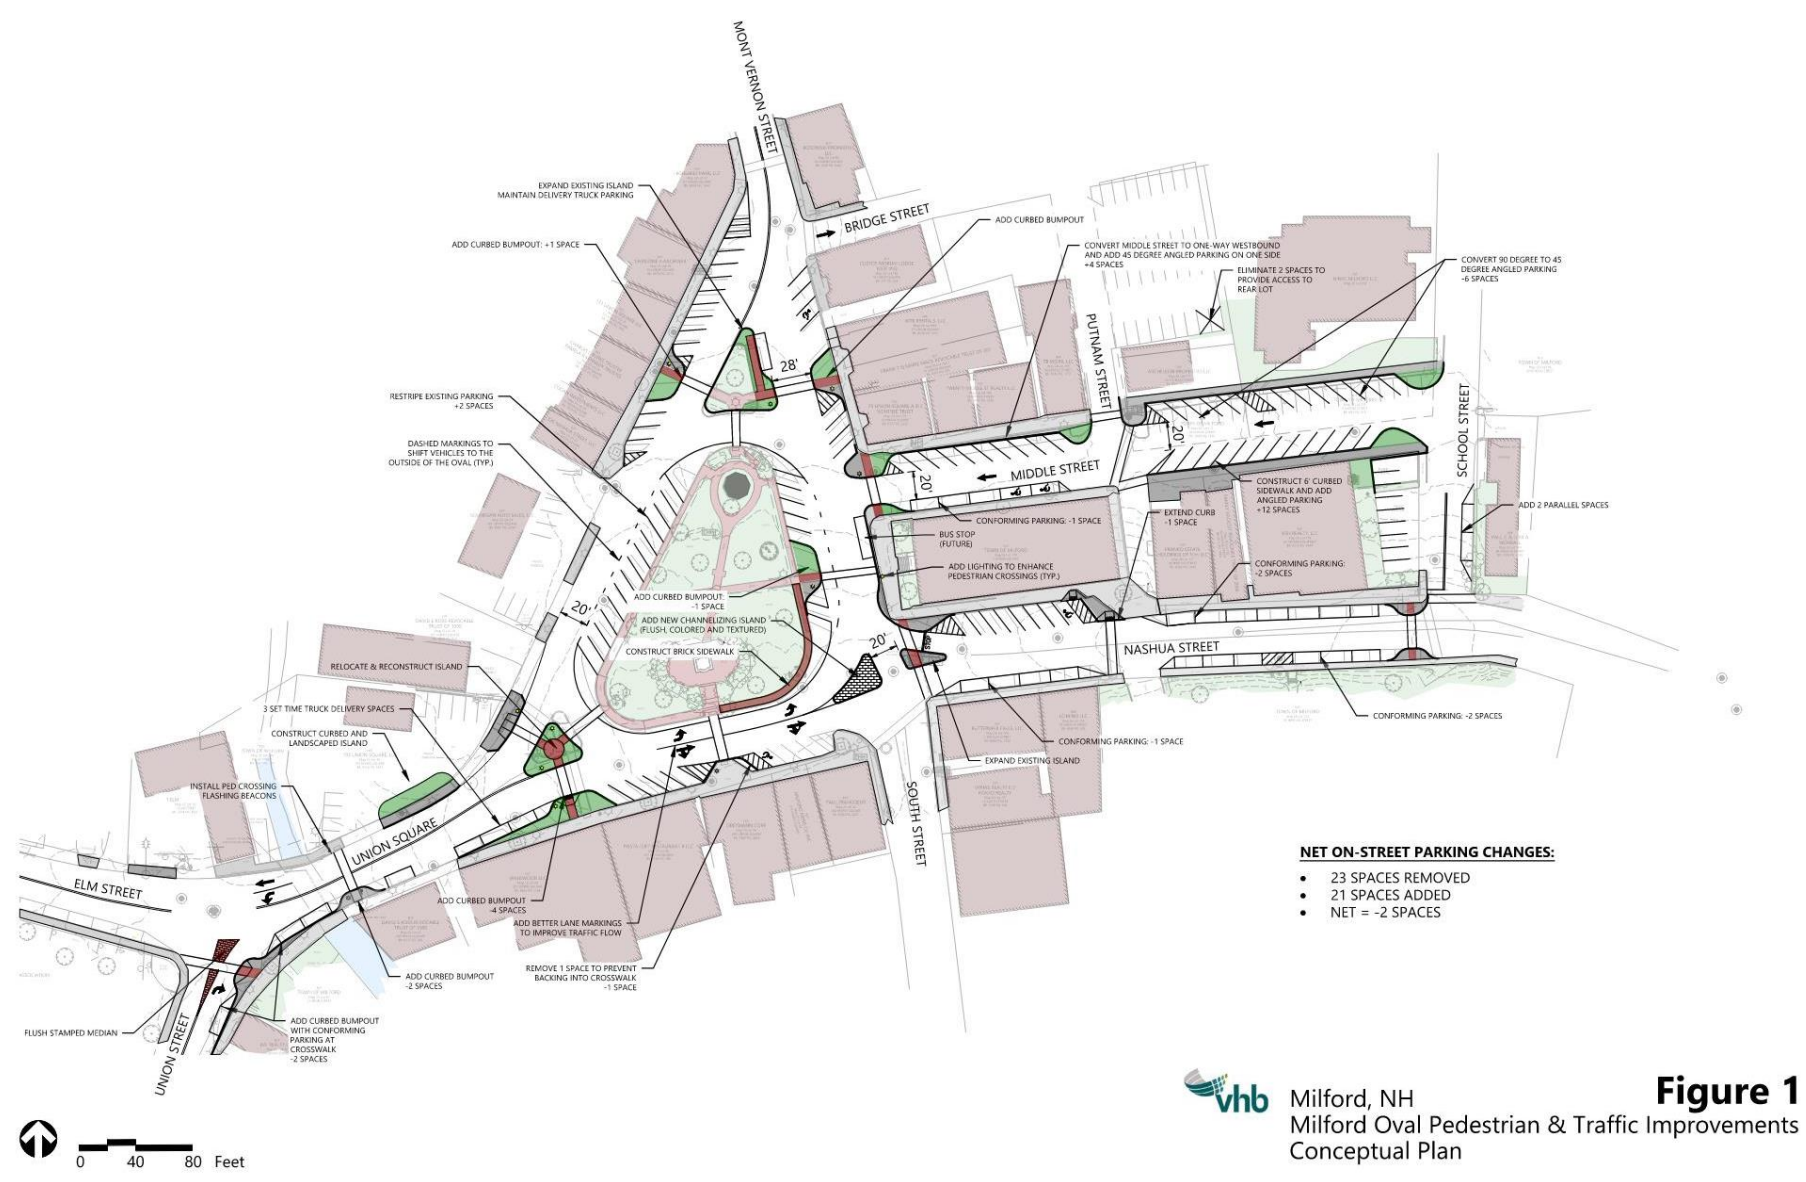 MONT VERNON STREET
EXPAND EXISTING ISLAND
MAINTAIN DELIVERY TRUCK PARKING
BRIDGE STREET
ADD CURBED BUMPOUT
ADD CURBED BUMPOUT: +1 SPACE
CONVERT MIDDLE STREET TO ONE-WAY WESTBOUND
AND ADD 45 DEGREE ANGLED PARKING ON ONE SIDE
+4 SPACES
ELIMINATE 2 SPACES TO
PROVIDE ACCESS TO
REAR LOT
CONVERT 90 DEGREE TO 45
DEGREE ANGLED PARKING
-6 SPACES
PUTNAM STREET
28'
RESTRIPE EXISTING PARKING
+2 SPACES
SCHOOL STREET
DASHED MARKINGS TO
SHIFT VEHICLES TO THE
OUTSIDE OF THE OVAL (TYP.)
20'
MIDDLE STREET
20'
CONSTRUCT 6' CURBED
SIDEWALK AND ADD
ANGLED PARKING
+12 SPACES
ADD 2 PARALLEL SPACES
CONFORMING PARKING: -1 SPACE
EXTEND CURB
-1 SPACE
BUS STOP
(FUTURE)
ADD LIGHTING TO ENHANCE
PEDESTRIAN CROSSINGS (TYP.)
CONFORMING PARKING:
-2 SPACES
ADD CURBED BUMPOUT:
-1 SPACE
20'
ADD NEW CHANNELIZING ISLAND
(FLUSH, COLORED AND TEXTURED)
20'
CONSTRUCT BRICK SIDEWALK
NASHUA STREET
RELOCATE & RECONSTRUCT ISLAND
3 SET TIME TRUCK DELIVERY SPACES
CONFORMING PARKING: -2 SPACES
CONSTRUCT CURBED AND
LANDSCAPED ISLAND
CONFORMING PARKING: -1 SPACE
EXPAND EXISTING ISLAND
INSTALL PED CROSSING
FLASHING BEACONS
SOUTH STREET
UNION SQUARE
ELM STREET
ADD CURBED BUMPOUT
-4 SPACES
ADD BETTER LANE MARKINGS
TO IMPROVE TRAFFIC FLOW
REMOVE 1 SPACE TO PREVENT
BACKING INTO CROSSWALK
-1 SPACE
ADD CURBED BUMPOUT
-2 SPACES
FLUSH STAMPED MEDIAN
ADD CURBED BUMPOUT
WITH CONFORMING
PARKING AT
CROSSWALK
-2 SPACES
UNION STREET
NET ON-STREET PARKING CHANGES:
• 23 SPACES REMOVED
• 21 SPACES ADDED
• NET = -2 SPACES
vhb
Figure 1
Milford, NH
Milford Oval Pedestrian & Traffic Improvements
Conceptual Plan
0 40 80 Feet